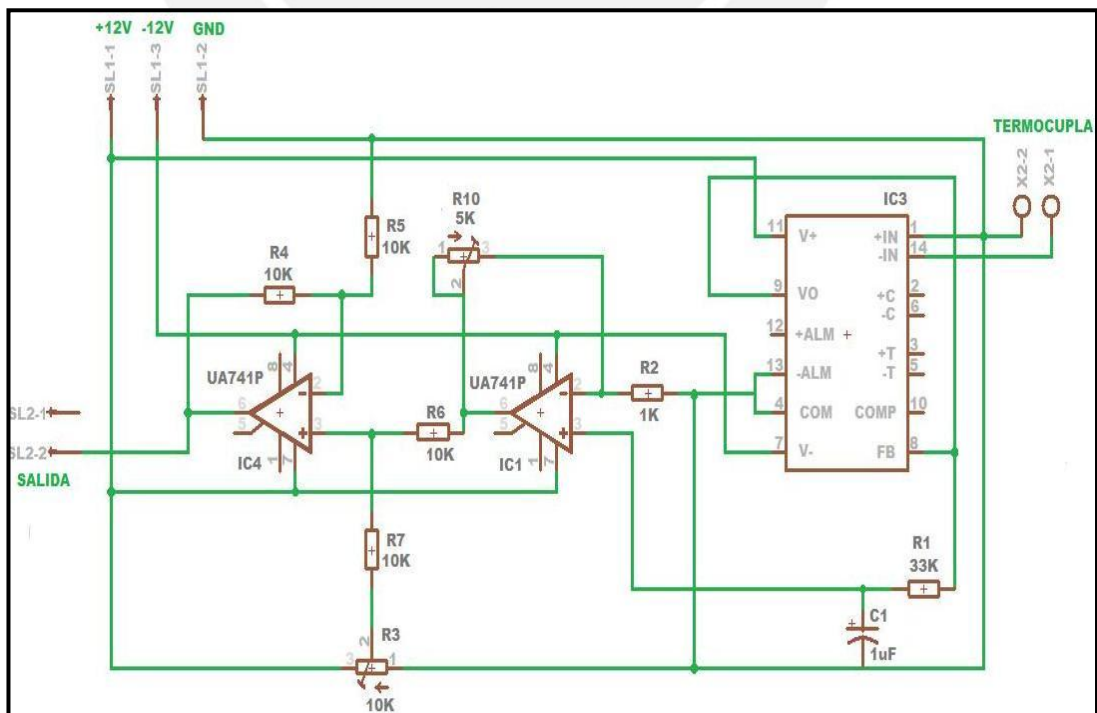 +12V -12V GND
SL1-1
SL1-3
SL1-2
TERMOCUPLA
X2-2
X2-1
IC3
11 V+
+IN 1
-IN 14
9 VO
+C 2
-C 6
12 +ALM
+T 3
13 -ALM
-T 5
4 COM
COMP 10
7 V-
FB 8
R10
5K
1 3
2
R5
10K
R4
10K
UA741P
8 4
2
6
3
5
1 7
IC4
R6
10K
UA741P
8 4
2
6
3
5
1 7
IC1
R2
1K
SL2-1
SL2-2
SALIDA
R7
10K
R3
2
3 1
10K
R1
33K
C1
1uF